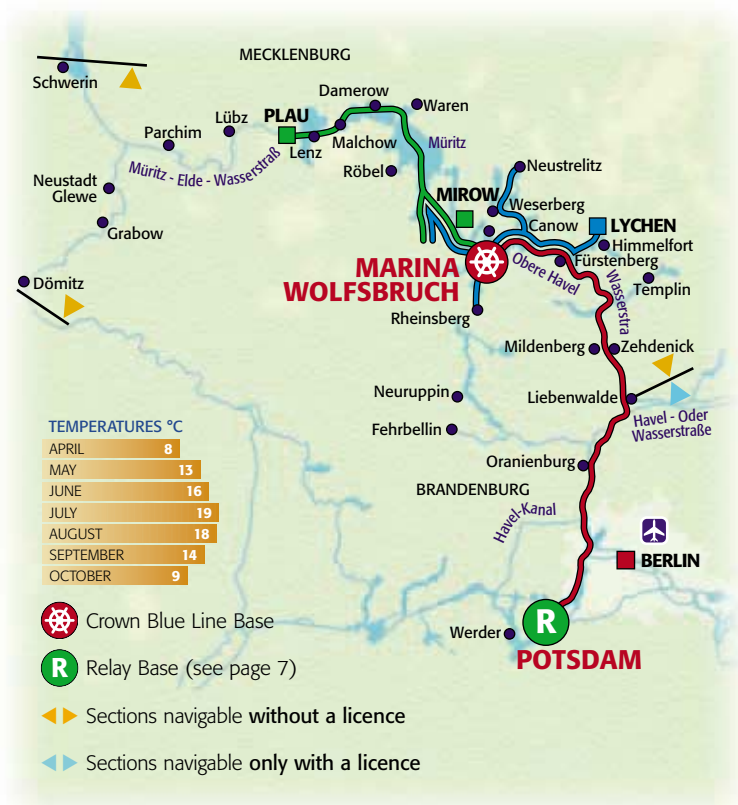 MECKLENBURG
Schwerin
Damerow
Waren
PLAU
Lübz
Parchim
Lenz
Malchow
Müritz
Müritz - Elde - Wasserstraß
Röbel
Neustadt
Glewe
Grabow
Neustrelitz
MIROW
Weserberg
Canow
LYCHEN
Himmelfort
Fürstenberg
Obere Havel
Wasserstra
Templin
MARINA
WOLFSBRUCH
Dömitz
Rheinsberg
Mildenberg
Zehdenick
Neuruppin
Liebenwalde
Havel - Oder
Wasserstraße
Fehrbellin
Oranienburg
BRANDENBURG
Havel-Kanal
BERLIN
Werder
R
POTSDAM
TEMPERATURES °C
APRIL 8
MAY 13
JUNE 16
JULY 19
AUGUST 18
SEPTEMBER 14
OCTOBER 9
Crown Blue Line Base
R Relay Base (see page 7)
Sections navigable without a licence
Sections navigable only with a licence